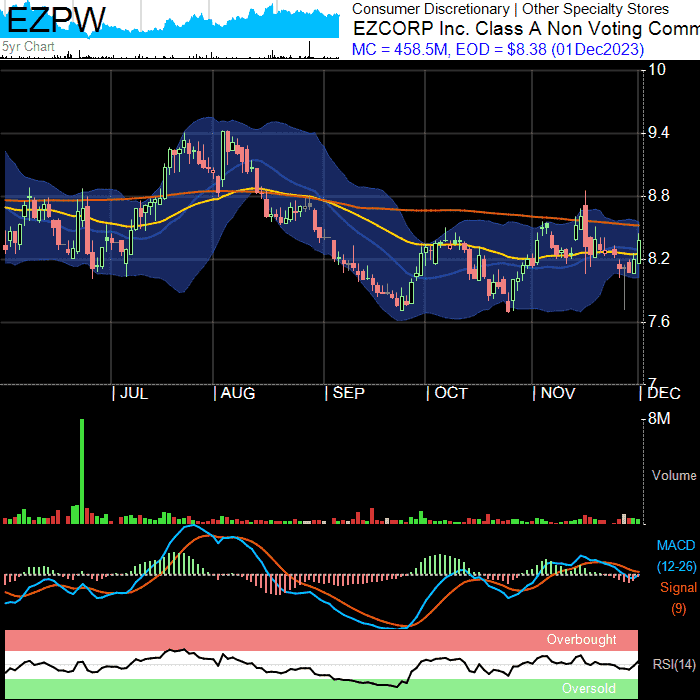 EZPW
5yr Chart
Consumer Discretionary | Other Specialty Stores
EZCORP Inc. Class A Non Voting Comm
MC = 458.5M, EOD = $8.38 (01Dec2023)
10
9.4
8.8
8.2
7.6
7
JUL AUG SEP OCT NOV DEC
8M
Volume
MACD
(12-26)
Signal
(9)
Overbought
RSI(14)
Oversold